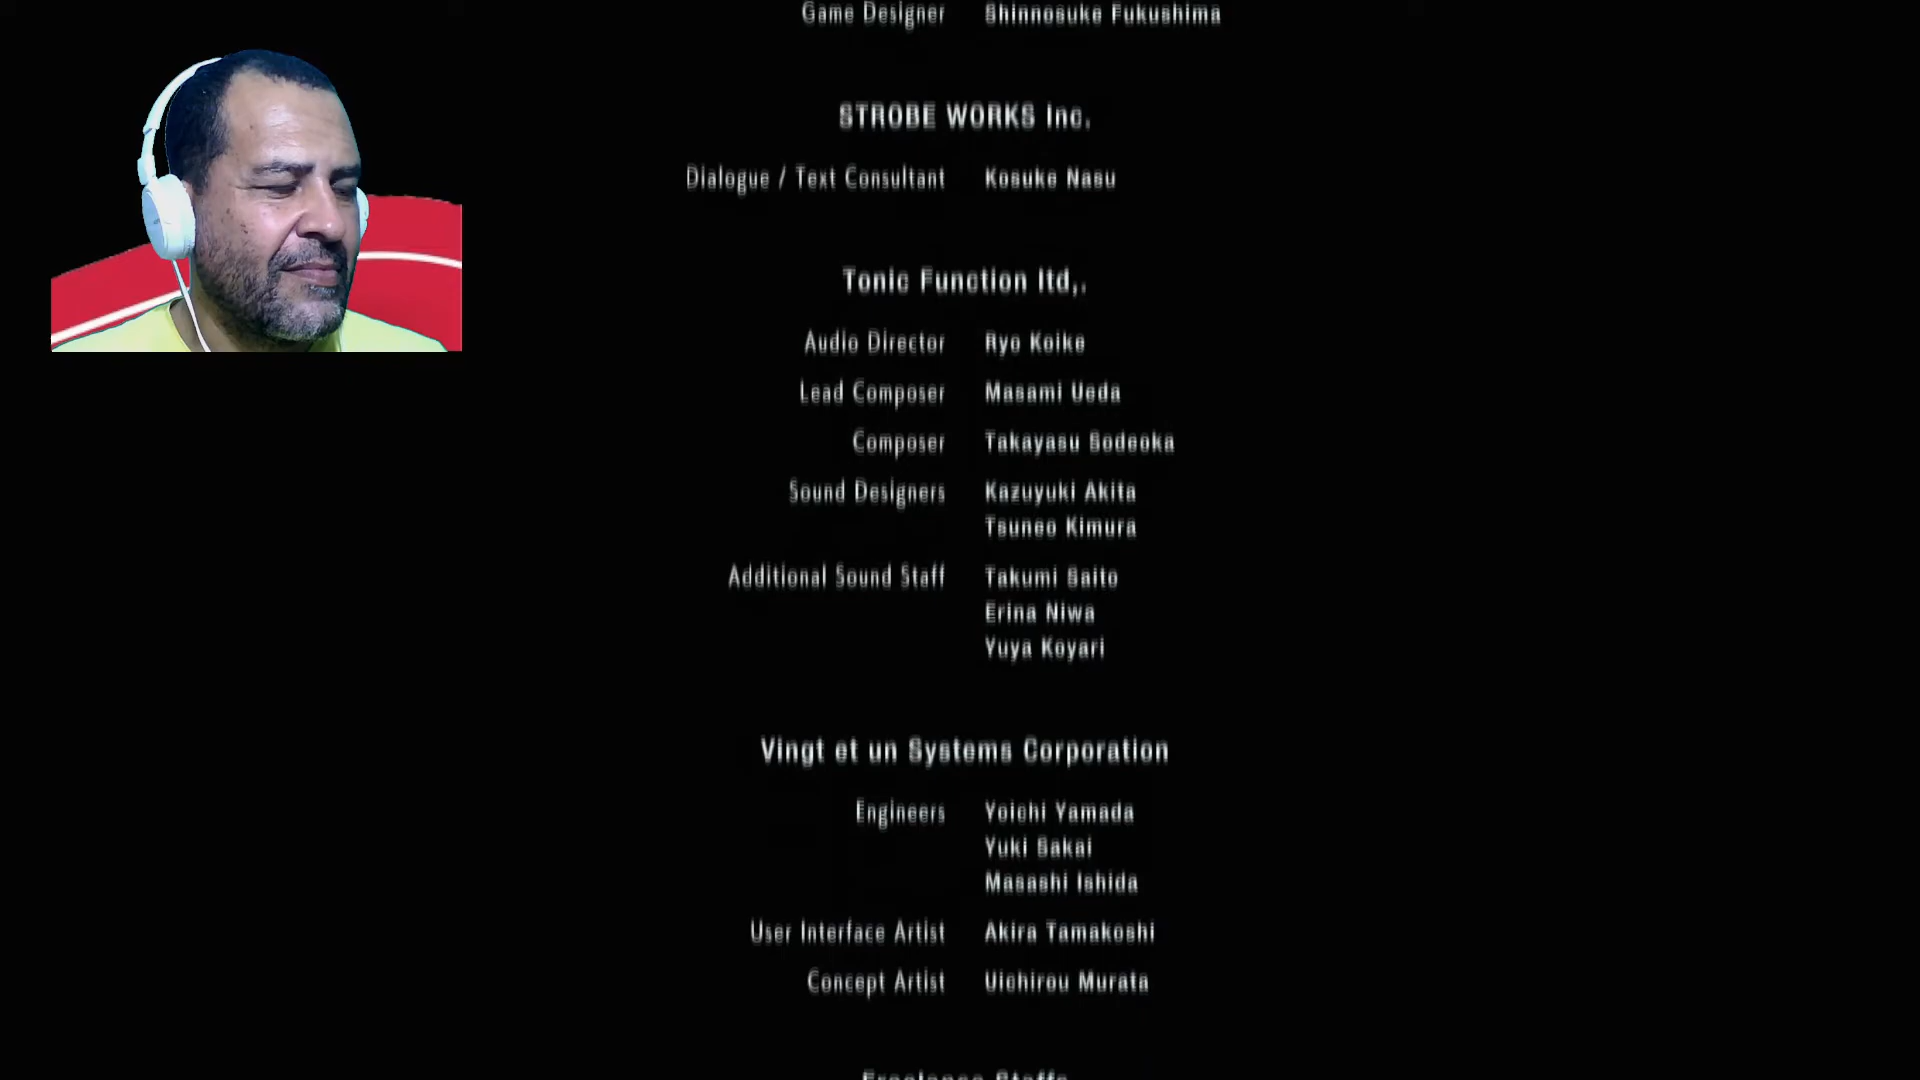 Game Designer Shinnosuke Fukushima
STROBE WORKS Inc.
Dialogue / Text Consultant Kosuke Nasu
Tonic Function ltd,.
Audio Director Ryo Koike
Lead Composer Masami Ueda
Composer Takayasu Sodeoka
Sound Designers Kazuyuki Akita
Tsuneo Kimura
Additional Sound Staff Takumi Saito
Erina Niwa
Yuya Koyari
Vingt et un Systems Corporation
Engineers Yoichi Yamada
Yuki Sakai
Masashi Ishida
User Interface Artist Akira Tamakoshi
Concept Artist Uichirou Murata
Freelance Staffs